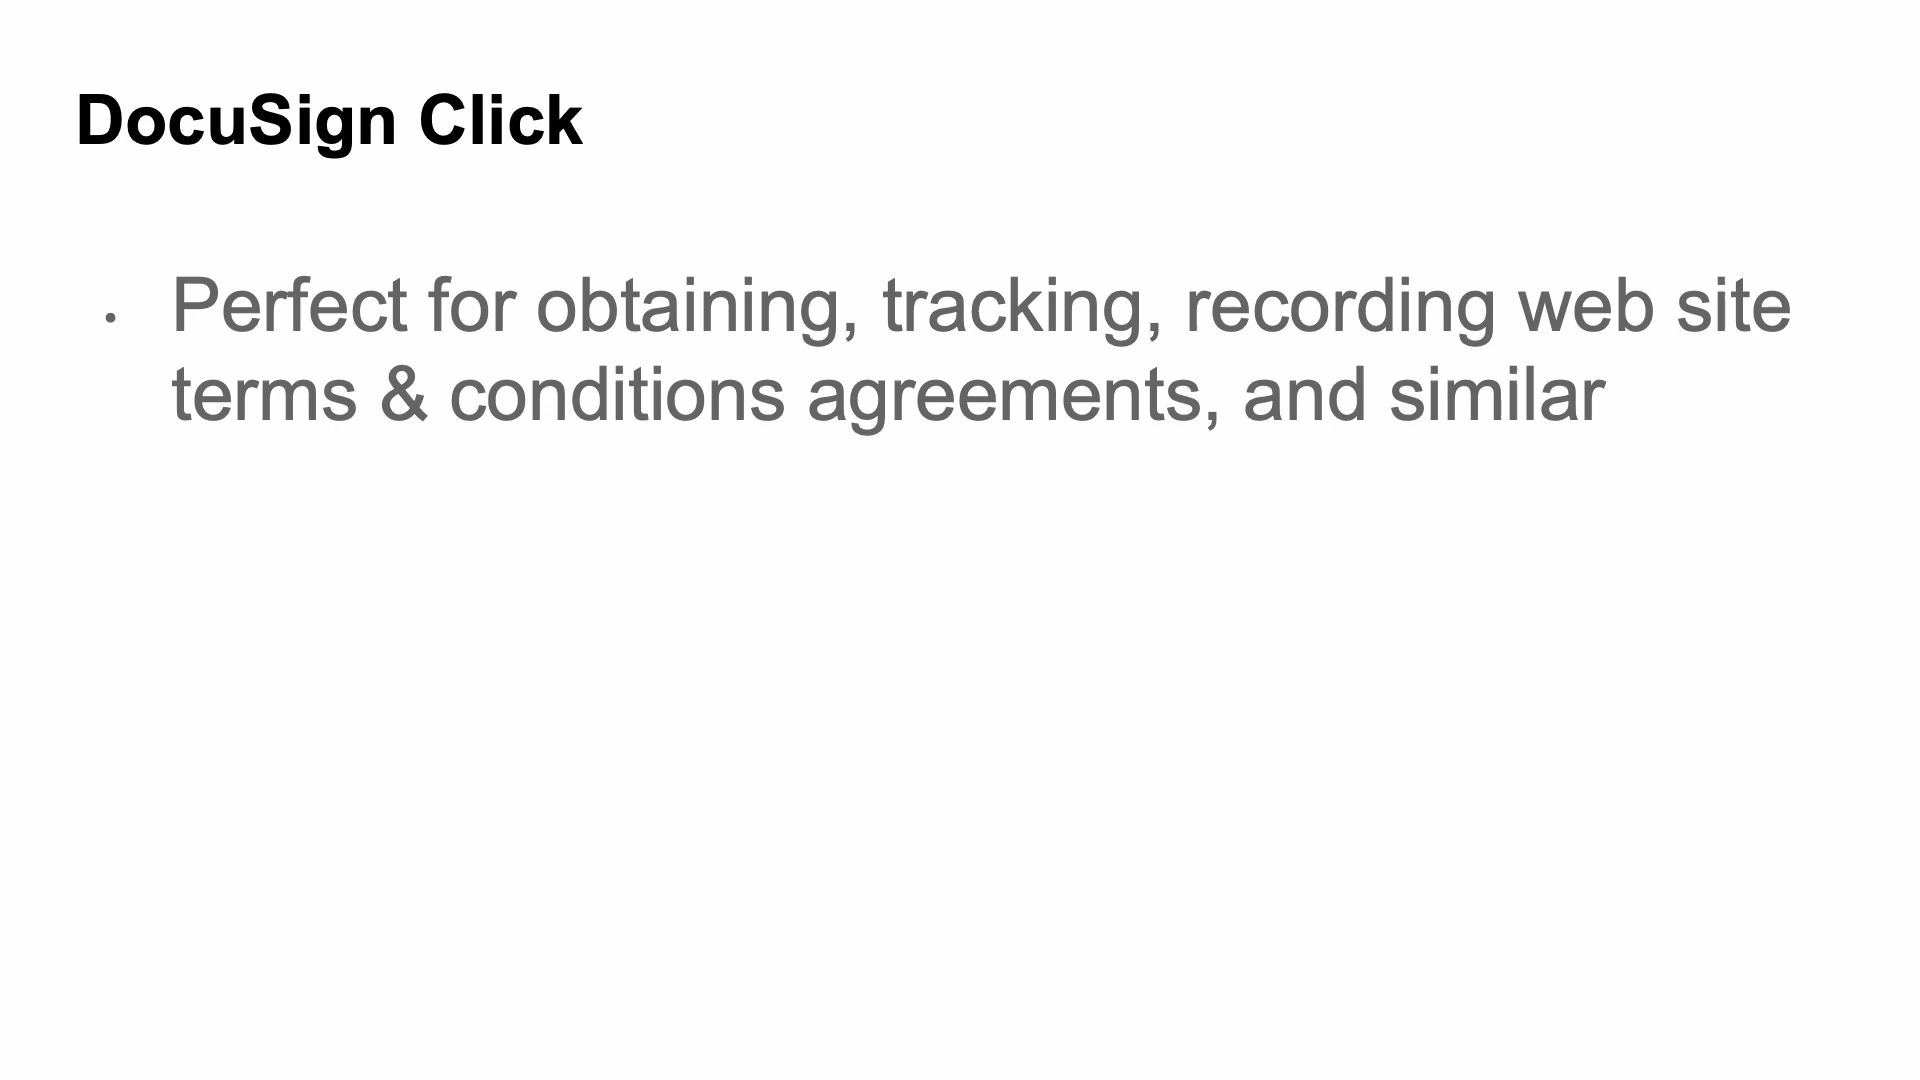 DocuSign Click
• Perfect for obtaining, tracking, recording web site
terms & conditions agreements, and similar